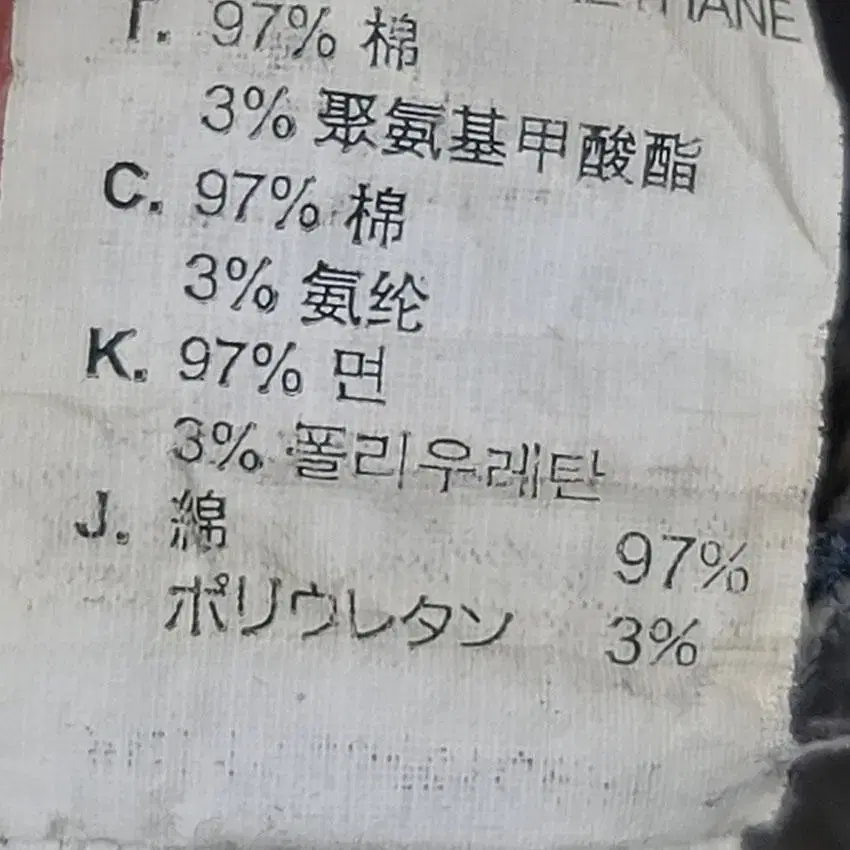 T. 97% 棉
3% 聚氨基甲酸酯
C. 97% 棉
3% 氨纶
K. 97% 면
3% 폴리우레탄
J. 綿 97%
ポリウレタン 3%